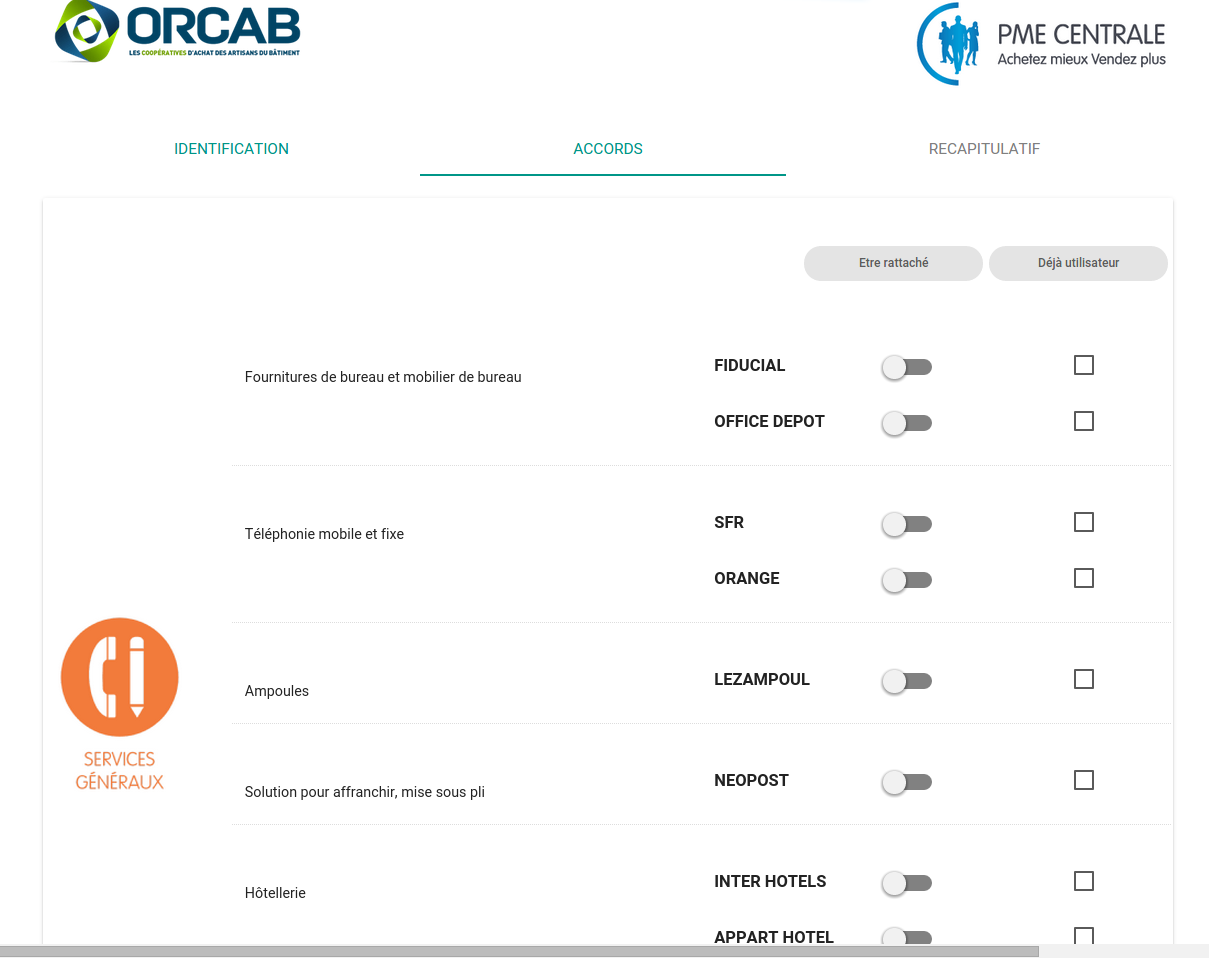 ORCAB
LES COOPÉRATIVES D'ACHAT DES ARTISANS DU BÂTIMENT
PME CENTRALE
Achetez mieux Vendez plus
IDENTIFICATION
ACCORDS
RECAPITULATIF
Etre rattaché
Déjà utilisateur
Fournitures de bureau et mobilier de bureau
FIDUCIAL
OFFICE DEPOT
Téléphonie mobile et fixe
SFR
ORANGE
SERVICES
GÉNÉRAUX
Ampoules
LEZAMPOUL
Solution pour affranchir, mise sous pli
NEOPOST
Hôtellerie
INTER HOTELS
APPART HOTEL